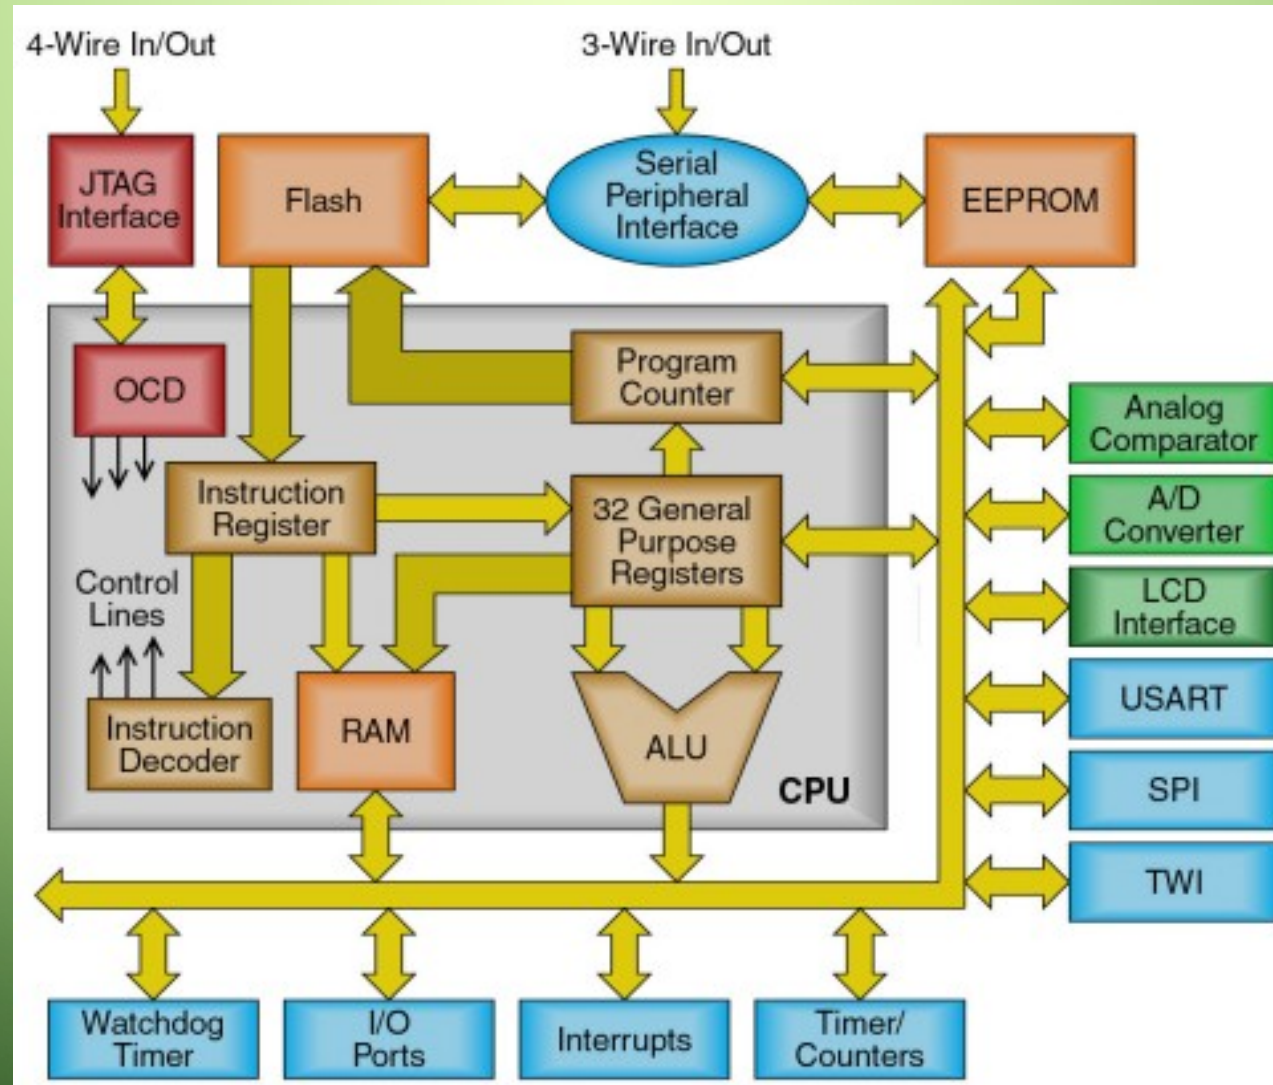 4-Wire In/Out
3-Wire In/Out
JTAG
Interface
Flash
Serial
Peripheral
Interface
EEPROM
OCD
Program
Counter
Analog
Comparator
Instruction
Register
32 General
Purpose
Registers
A/D
Converter
Control
Lines
LCD
Interface
Instruction
Decoder
RAM
ALU
USART
CPU
SPI
TWI
Watchdog
Timer
I/O
Ports
Interrupts
Timer/
Counters